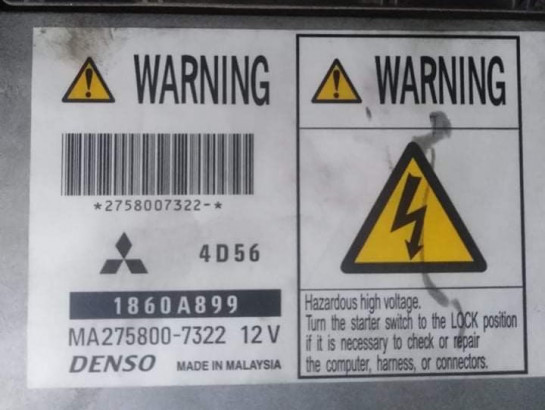 WARNING
*2758007322-*
4D56
1860A899
MA275800-7322 12V
DENSO MADE IN MALAYSIA
WARNING
Hazardous high voltage.
Turn the starter switch to the LOCK position
if it is necessary to check or repair
the computer, harness, or connectors.